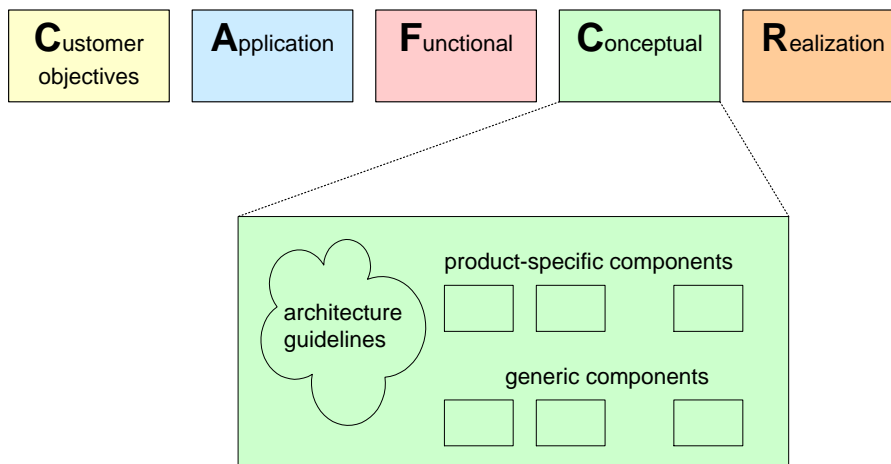 Customer
objectives
Application
Functional
Conceptual
Realization
product-specific components
architecture
guidelines
generic components